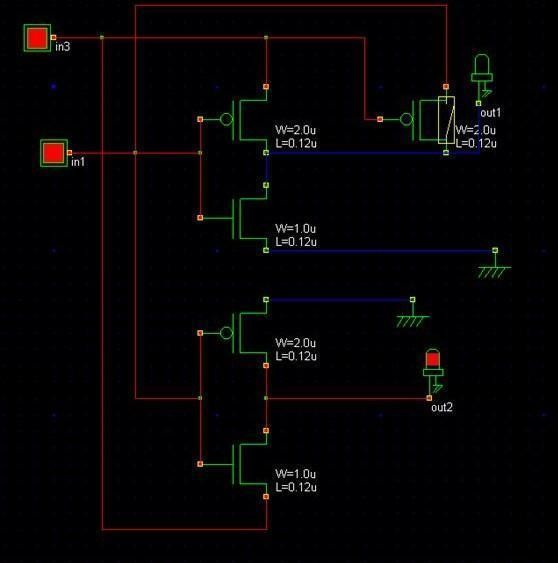 in3
out1
W=2.0u
L=0.12u
W=2.0u
L=0.12u
in1
W=1.0u
L=0.12u
W=2.0u
L=0.12u
out2
W=1.0u
L=0.12u